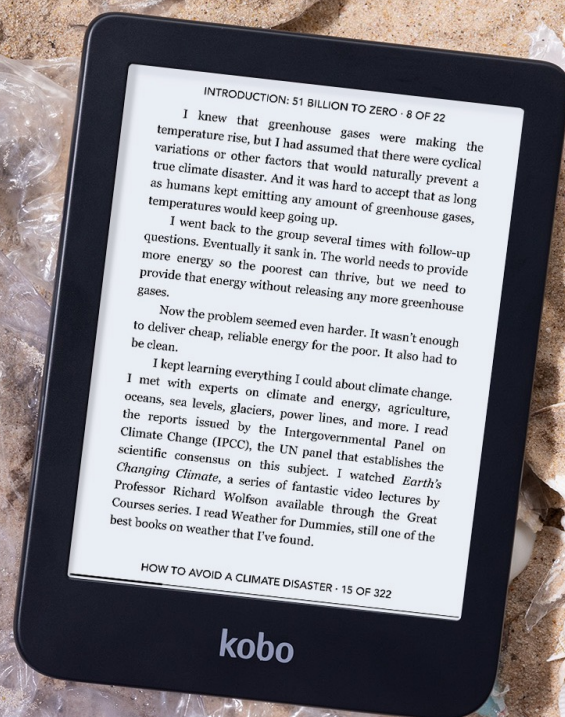 INTRODUCTION: 51 BILLION TO ZERO · 8 OF 22
I knew that greenhouse gases were making the
temperature rise, but I had assumed that there were cyclical
variations or other factors that would naturally prevent a
true climate disaster. And it was hard to accept that as long
as humans kept emitting any amount of greenhouse gases,
temperatures would keep going up.
I went back to the group several times with follow-up
questions. Eventually it sank in. The world needs to provide
more energy so the poorest can thrive, but we need to
provide that energy without releasing any more greenhouse
gases.
Now the problem seemed even harder. It wasn't enough
to deliver cheap, reliable energy for the poor. It also had to
be clean.
I kept learning everything I could about climate change.
I met with experts on climate and energy, agriculture,
oceans, sea levels, glaciers, power lines, and more. I read
the reports issued by the Intergovernmental Panel on
Climate Change (IPCC), the UN panel that establishes the
scientific consensus on this subject. I watched Earth's
Changing Climate, a series of fantastic video lectures by
Professor Richard Wolfson available through the Great
Courses series. I read Weather for Dummies, still one of the
best books on weather that I've found.
HOW TO AVOID A CLIMATE DISASTER · 15 OF 322
kobo